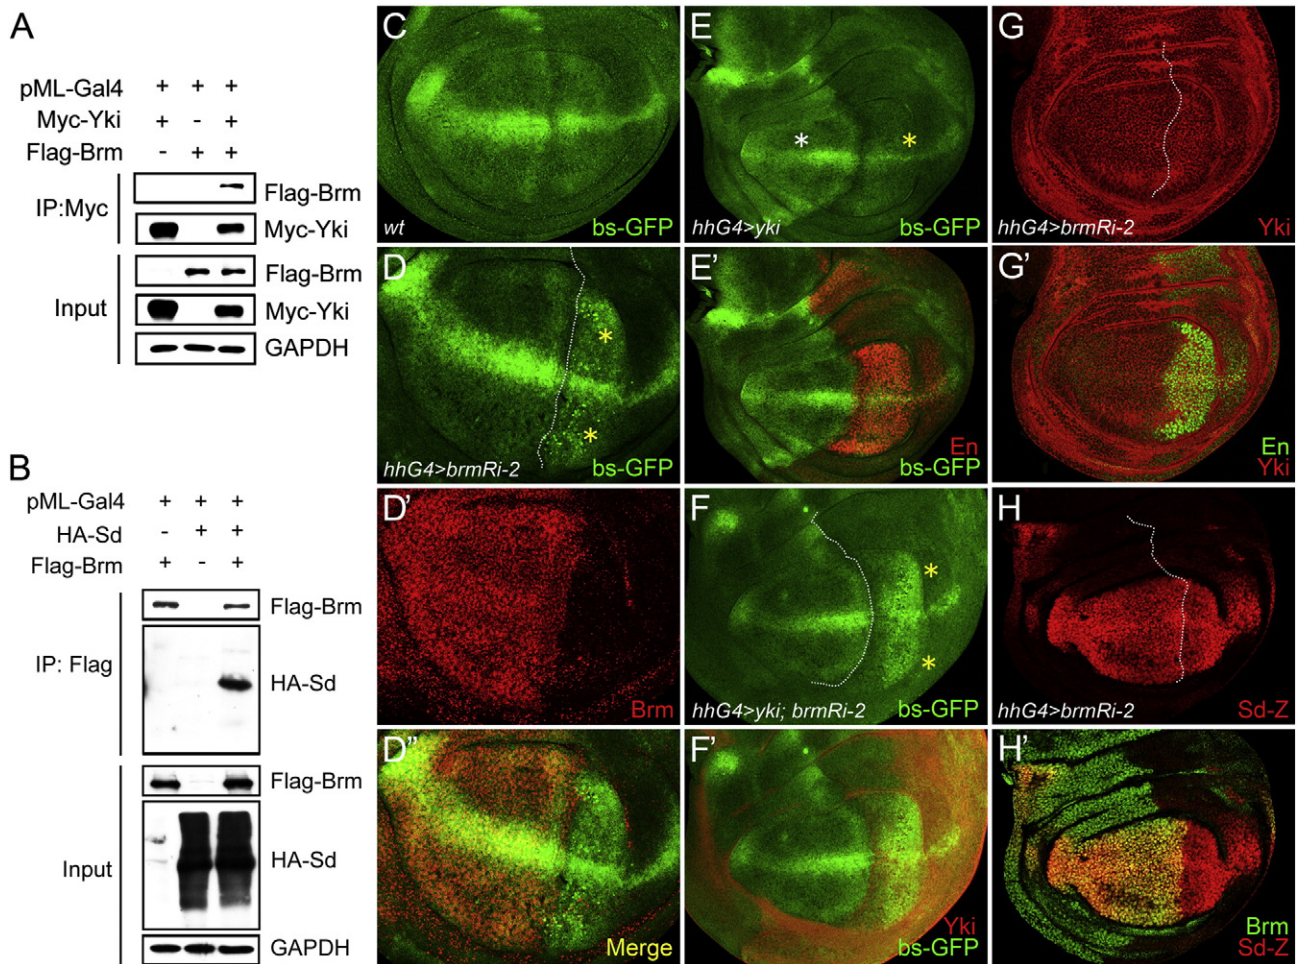 A
pML-Gal4 + + +
Myc-Yki + - +
Flag-Brm - + +
IP:Myc
Flag-Brm
Myc-Yki
Input
Flag-Brm
Myc-Yki
GAPDH
B
pML-Gal4 + + +
HA-Sd - + +
Flag-Brm + - +
IP: Flag
Flag-Brm
HA-Sd
Input
Flag-Brm
HA-Sd
GAPDH
C
wt
bs-GFP
D
*
*
hhG4>brmRi-2
bs-GFP
D'
Brm
D"
Merge
E
*
*
hhG4>yki
bs-GFP
E'
En
bs-GFP
F
*
*
hhG4>yki; brmRi-2
bs-GFP
F'
Yki
bs-GFP
G
hhG4>brmRi-2
Yki
G'
En
Yki
H
hhG4>brmRi-2
Sd-Z
H'
Brm
Sd-Z